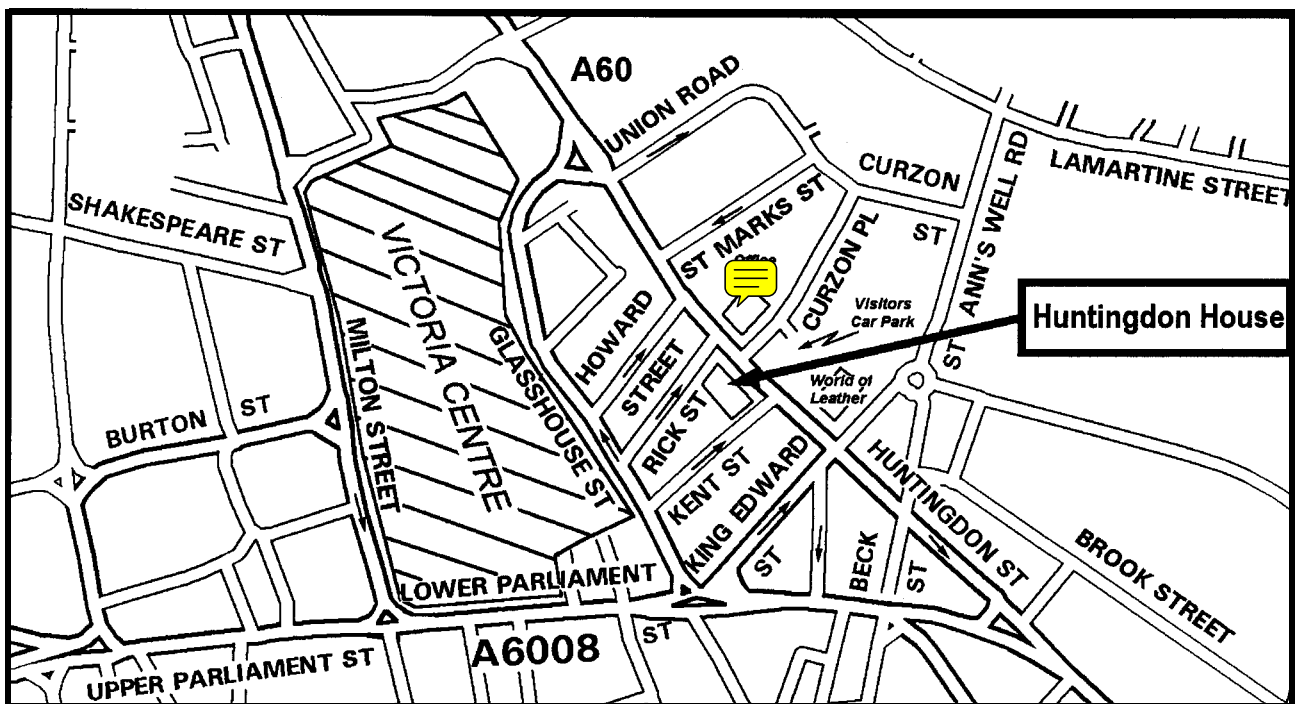 A60
UNION ROAD
CURZON
ST
LAMARTINE STREET
ST ANN'S WELL RD
SHAKESPEARE ST
ST MARKS ST
CURZON PL
Office
VICTORIA CENTRE
Visitors
Car Park
Huntingdon House
HOWARD
STREET
MILTON STREET
GLASSHOUSE ST
World of
Leather
RICK ST
BURTON ST
KENT ST
KING EDWARD
ST
HUNTINGDON ST
BECK
ST
BROOK STREET
LOWER PARLIAMENT
ST
A6008
UPPER PARLIAMENT ST